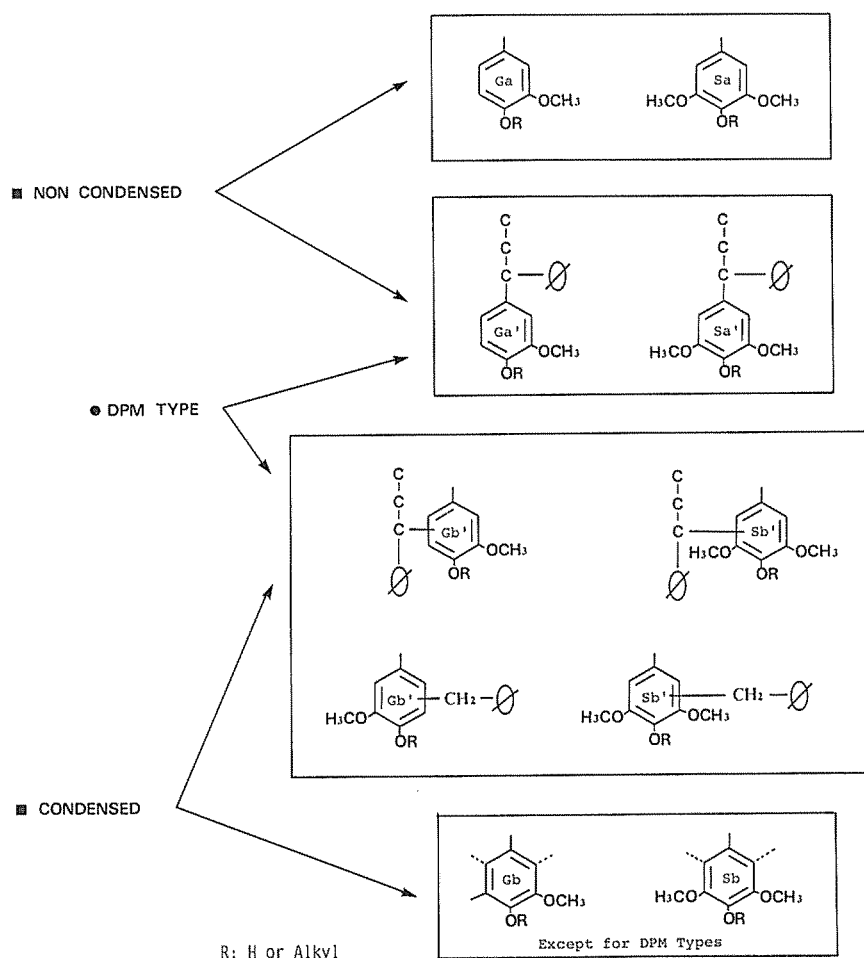 Ga
OCH3
OR
Sa
H3CO
OCH3
OR
■ NON CONDENSED
C
C
C
Ø
Ga'
OCH3
OR
C
C
C
Ø
Sa'
H3CO
OCH3
OR
● DPM TYPE
C
C
C
Gb'
OCH3
OR
Ø
C
C
C
Sb'
H3CO
OCH3
OR
Ø
Gb'
CH2
Ø
H3CO
OR
Sb'
CH2
Ø
H3CO
OCH3
OR
■ CONDENSED
Gb
OCH3
OR
Sb
H3CO
OCH3
OR
Except for DPM Types
R: H or Alkyl